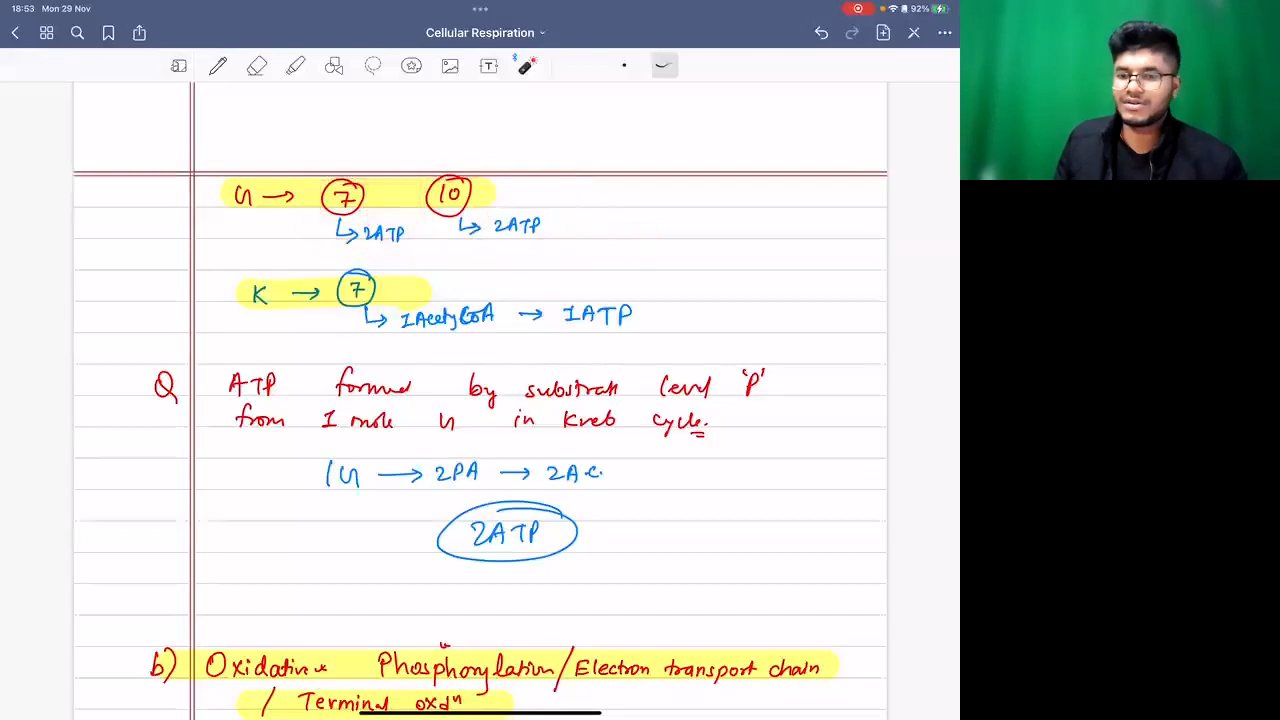 18:53 Mon 29 Nov
92%
Cellular Respiration
G → 7 10
↳ 2ATP ↳ 2ATP
K → 7
↳ 1AcetylCoA → 1ATP
Q ATP formed by substrate level 'P'
from 1 mole G in Kreb cycle.
1G → 2PA → 2A.C.
2ATP
b) Oxidative Phosphorylation/Electron transport chain
/ Terminal oxdⁿ